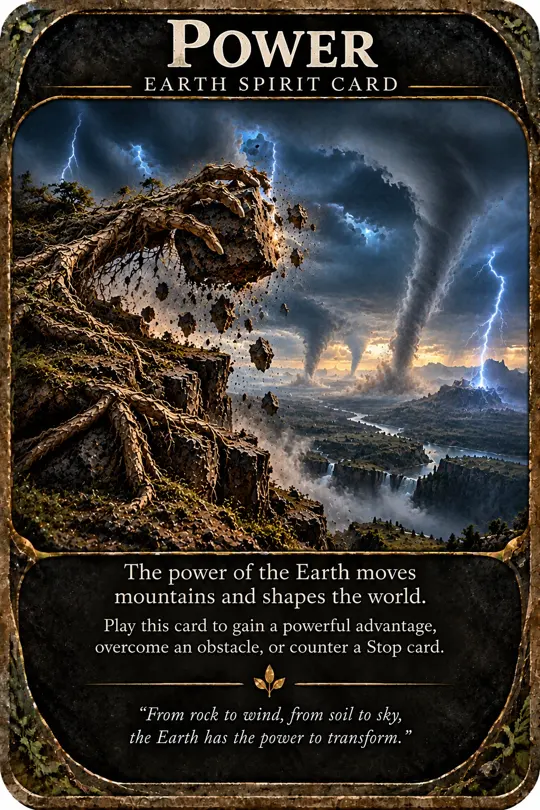 POWER
EARTH SPIRIT CARD
The power of the Earth moves
mountains and shapes the world.
Play this card to gain a powerful advantage,
overcome an obstacle, or counter a Stop card.
“From rock to wind, from soil to sky,
the Earth has the power to transform.”